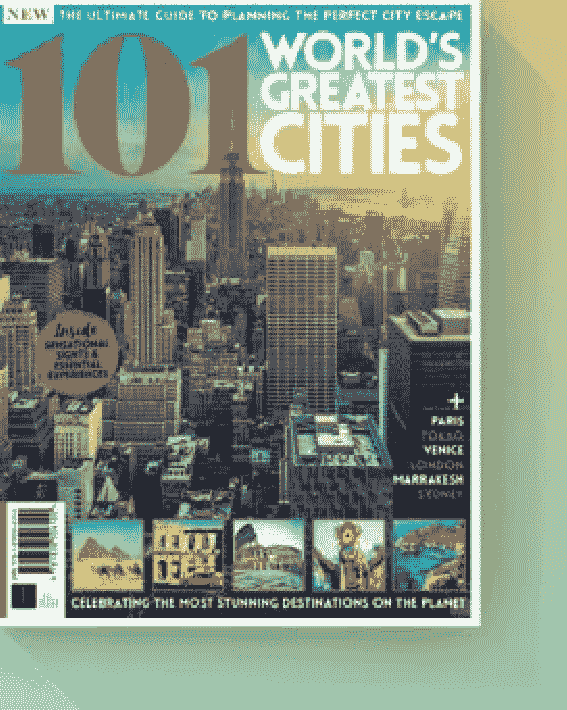 NEW THE ULTIMATE GUIDE TO PLANNING THE PERFECT CITY ESCAPE
101 WORLD'S
GREATEST
CITIES
Inside
SENSATIONAL
SIGHTS &
ESSENTIAL
EXPERIENCES
+
PARIS
TOKYO
VENICE
LONDON
MARRAKESH
SYDNEY
CELEBRATING THE MOST STUNNING DESTINATIONS ON THE PLANET